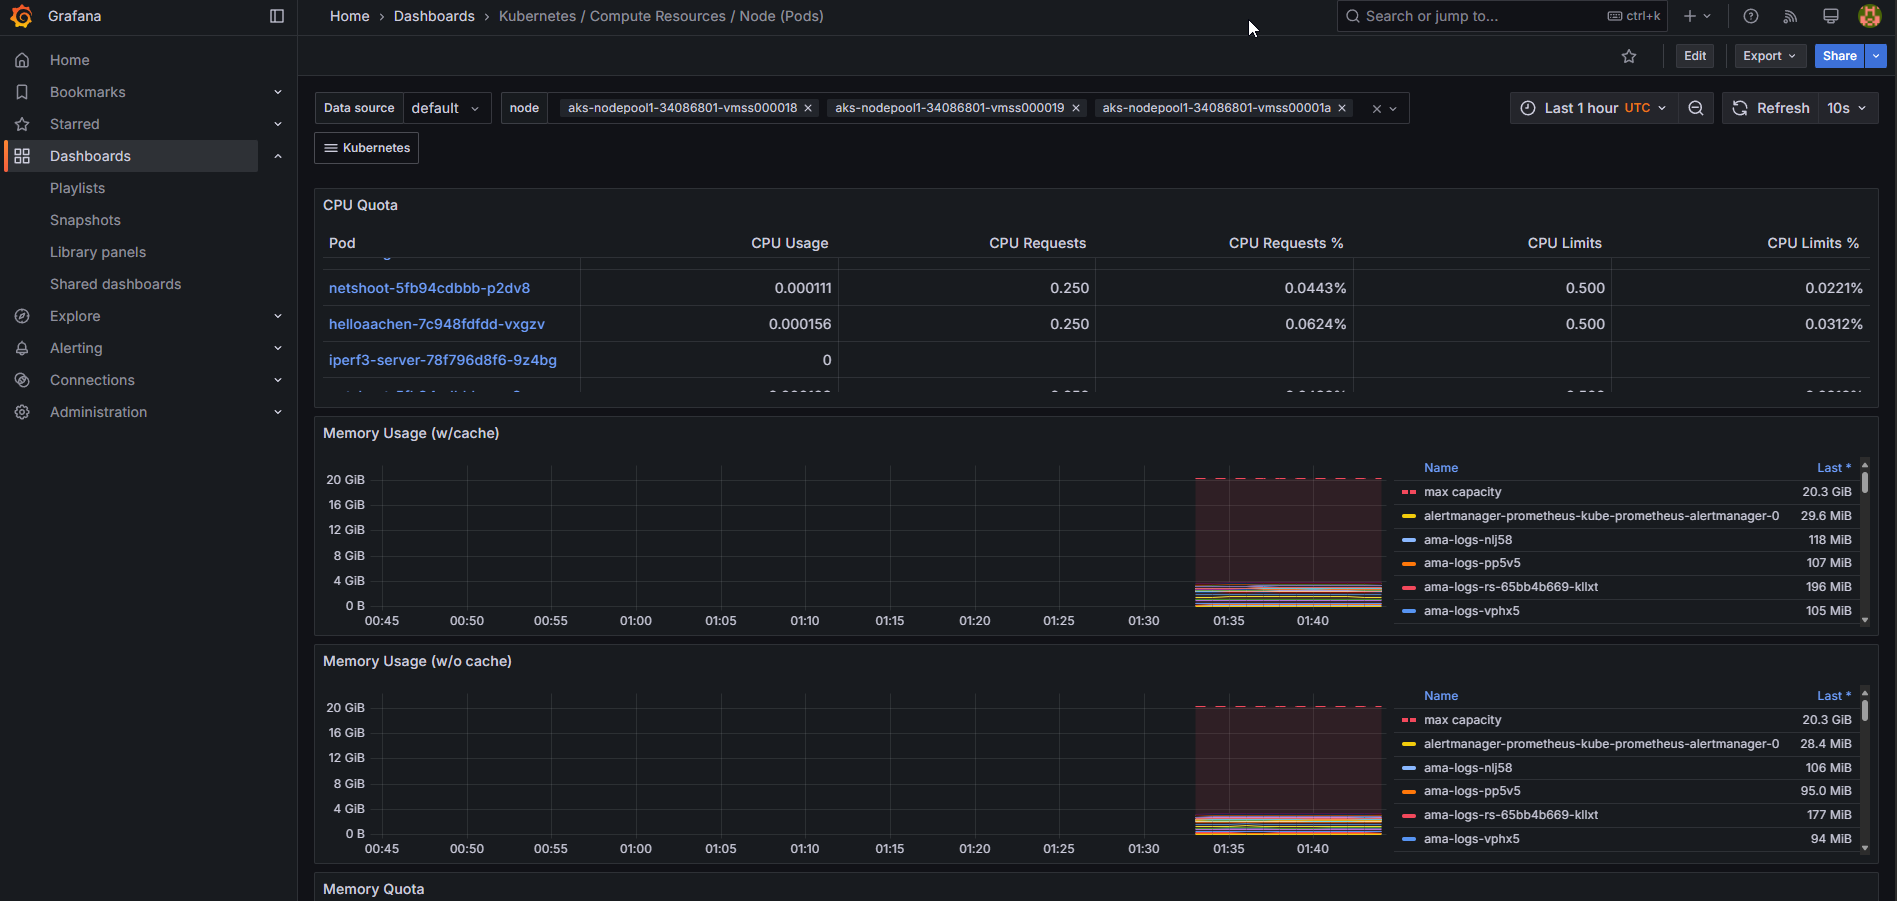 Grafana
Home › Dashboards › Kubernetes / Compute Resources / Node (Pods)
Search or jump to...
ctrl+k
Home
Bookmarks
Starred
Dashboards
Playlists
Snapshots
Library panels
Shared dashboards
Explore
Alerting
Connections
Administration
Edit
Export
Share
Data source default
node aks-nodepool1-34086801-vmss000018 aks-nodepool1-34086801-vmss000019 aks-nodepool1-34086801-vmss00001a
Last 1 hour UTC
Refresh 10s
Kubernetes
CPU Quota
Pod CPU Usage CPU Requests CPU Requests % CPU Limits CPU Limits %
netshoot-5fb94cdbbb-p2dv8 0.000111 0.250 0.0443% 0.500 0.0221%
helloaachen-7c948fdfdd-vxgzv 0.000156 0.250 0.0624% 0.500 0.0312%
iperf3-server-78f796d8f6-9z4bg 0
Memory Usage (w/cache)
20 GiB
16 GiB
12 GiB
8 GiB
4 GiB
0 B
00:45 00:50 00:55 01:00 01:05 01:10 01:15 01:20 01:25 01:30 01:35 01:40
Name Last *
max capacity 20.3 GiB
alertmanager-prometheus-kube-prometheus-alertmanager-0 29.6 MiB
ama-logs-nlj58 118 MiB
ama-logs-pp5v5 107 MiB
ama-logs-rs-65bb4b669-kllxt 196 MiB
ama-logs-vphx5 105 MiB
Memory Usage (w/o cache)
20 GiB
16 GiB
12 GiB
8 GiB
4 GiB
0 B
00:45 00:50 00:55 01:00 01:05 01:10 01:15 01:20 01:25 01:30 01:35 01:40
Name Last *
max capacity 20.3 GiB
alertmanager-prometheus-kube-prometheus-alertmanager-0 28.4 MiB
ama-logs-nlj58 106 MiB
ama-logs-pp5v5 95.0 MiB
ama-logs-rs-65bb4b669-kllxt 177 MiB
ama-logs-vphx5 94 MiB
Memory Quota